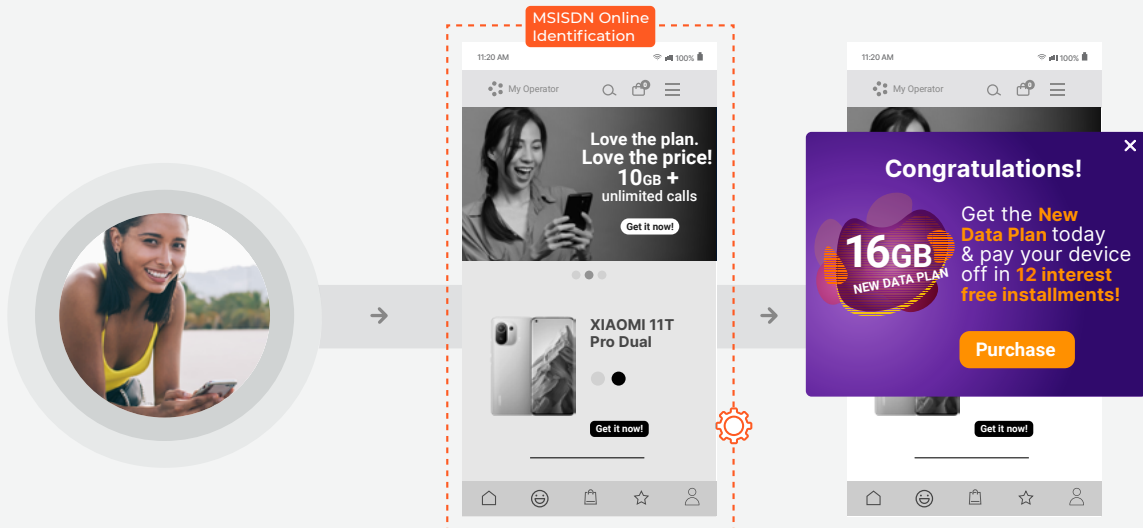 MSISDN Online
Identification
11:20 AM
100%
My Operator
0
Love the plan.
Love the price!
10GB +
unlimited calls
Get it now!
XIAOMI 11T
Pro Dual
Get it now!
11:20 AM
100%
My Operator
0
Congratulations!
16GB
NEW DATA PLAN
Get the New
Data Plan today
& pay your device
off in 12 interest
free installments!
Purchase
Get it now!